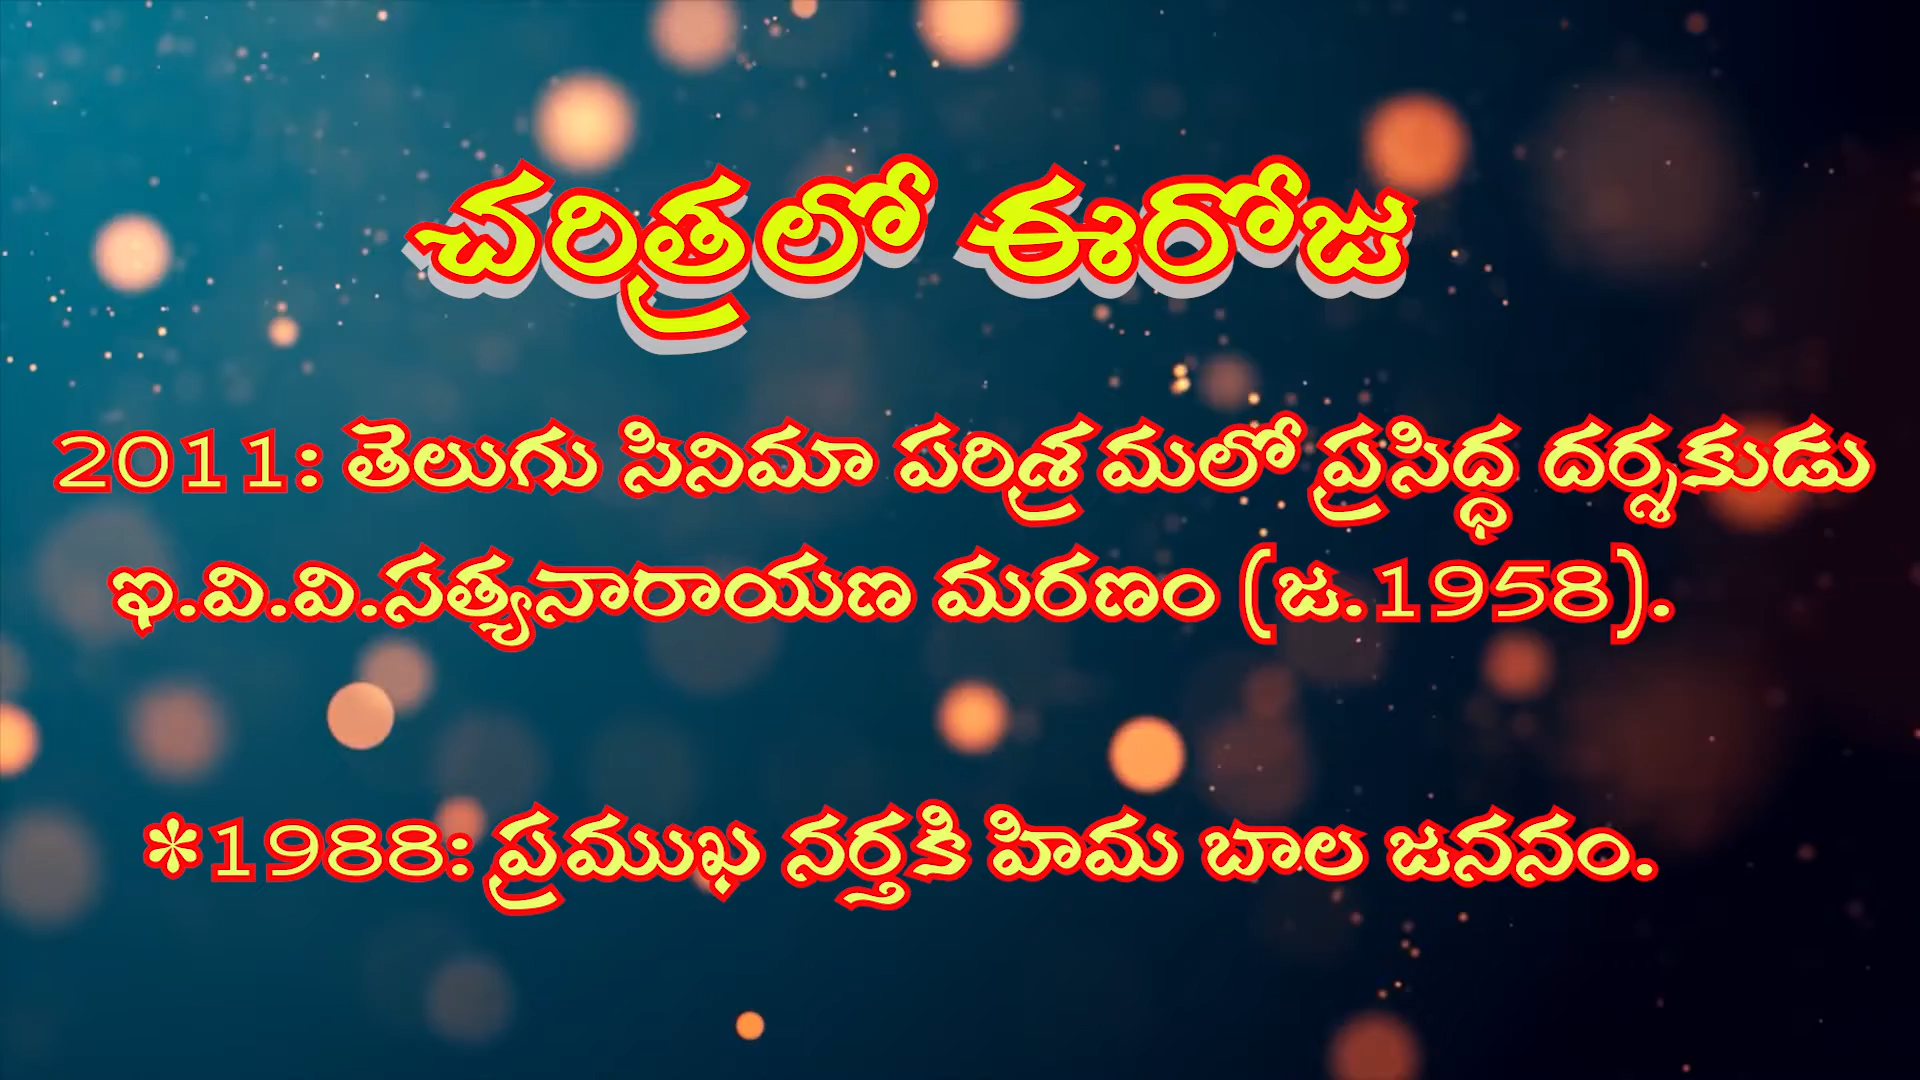 చరిత్రలో ఈరోజు
2011: తెలుగు సినిమా పరిశ్రమలో ప్రసిద్ధ దర్శకుడు
ఇ.వి.వి.సత్యనారాయణ మరణం (జ.1958).
*1988: ప్రముఖ నర్తకి హిమ బాల జననం.